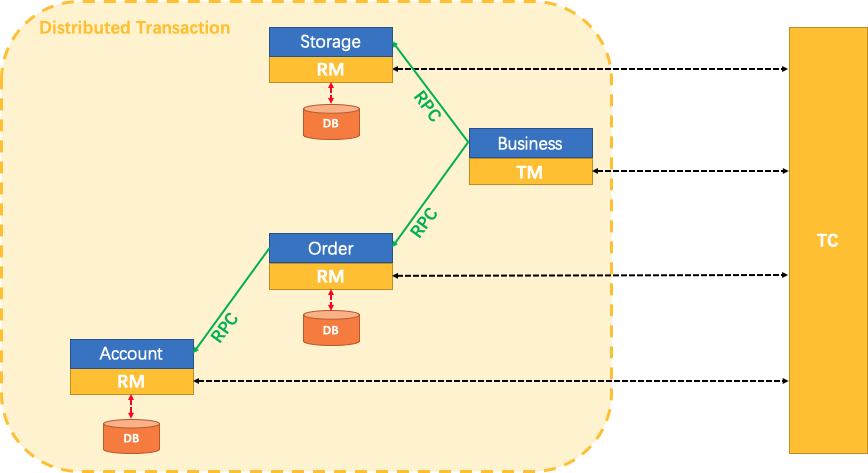 Distributed Transaction
Storage
RM
DB
RPC
Business
TM
RPC
Order
RM
DB
RPC
Account
RM
DB
TC